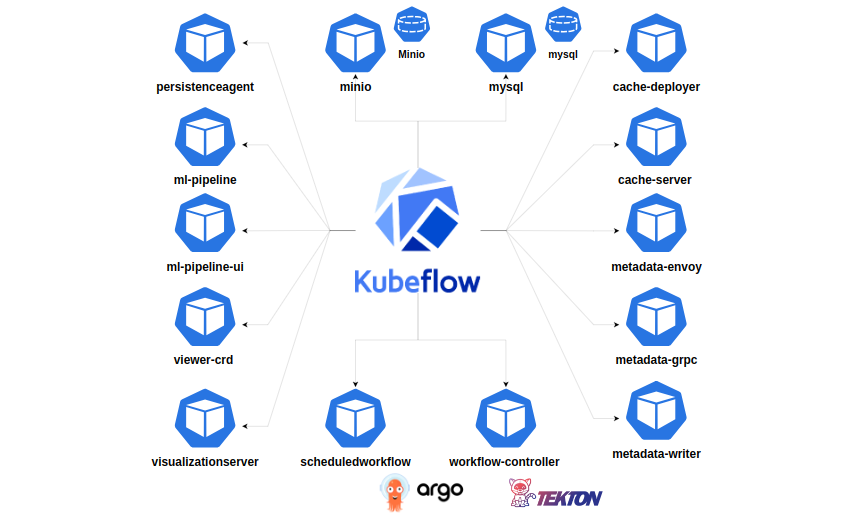 Minio
mysql
persistenceagent
minio
mysql
cache-deployer
ml-pipeline
cache-server
ml-pipeline-ui
metadata-envoy
Kubeflow
viewer-crd
metadata-grpc
visualizationserver
scheduledworkflow
workflow-controller
metadata-writer
argo
TEKTON